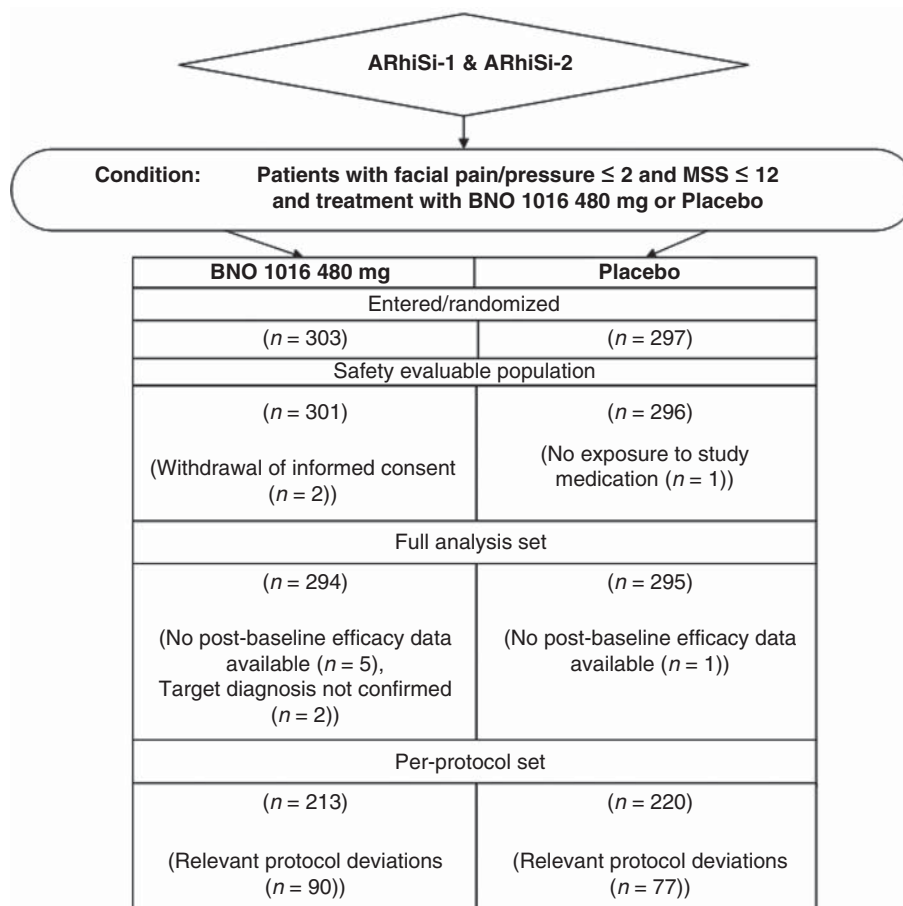 ARhiSi-1 & ARhiSi-2
Condition: Patients with facial pain/pressure ≤ 2 and MSS ≤ 12
and treatment with BNO 1016 480 mg or Placebo
BNO 1016 480 mg Placebo
Entered/randomized
(n = 303) (n = 297)
Safety evaluable population
(n = 301)
(Withdrawal of informed consent
(n = 2))
(n = 296)
(No exposure to study
medication (n = 1))
Full analysis set
(n = 294)
(No post-baseline efficacy data
available (n = 5),
Target diagnosis not confirmed
(n = 2))
(n = 295)
(No post-baseline efficacy data
available (n = 1))
Per-protocol set
(n = 213)
(Relevant protocol deviations
(n = 90))
(n = 220)
(Relevant protocol deviations
(n = 77))